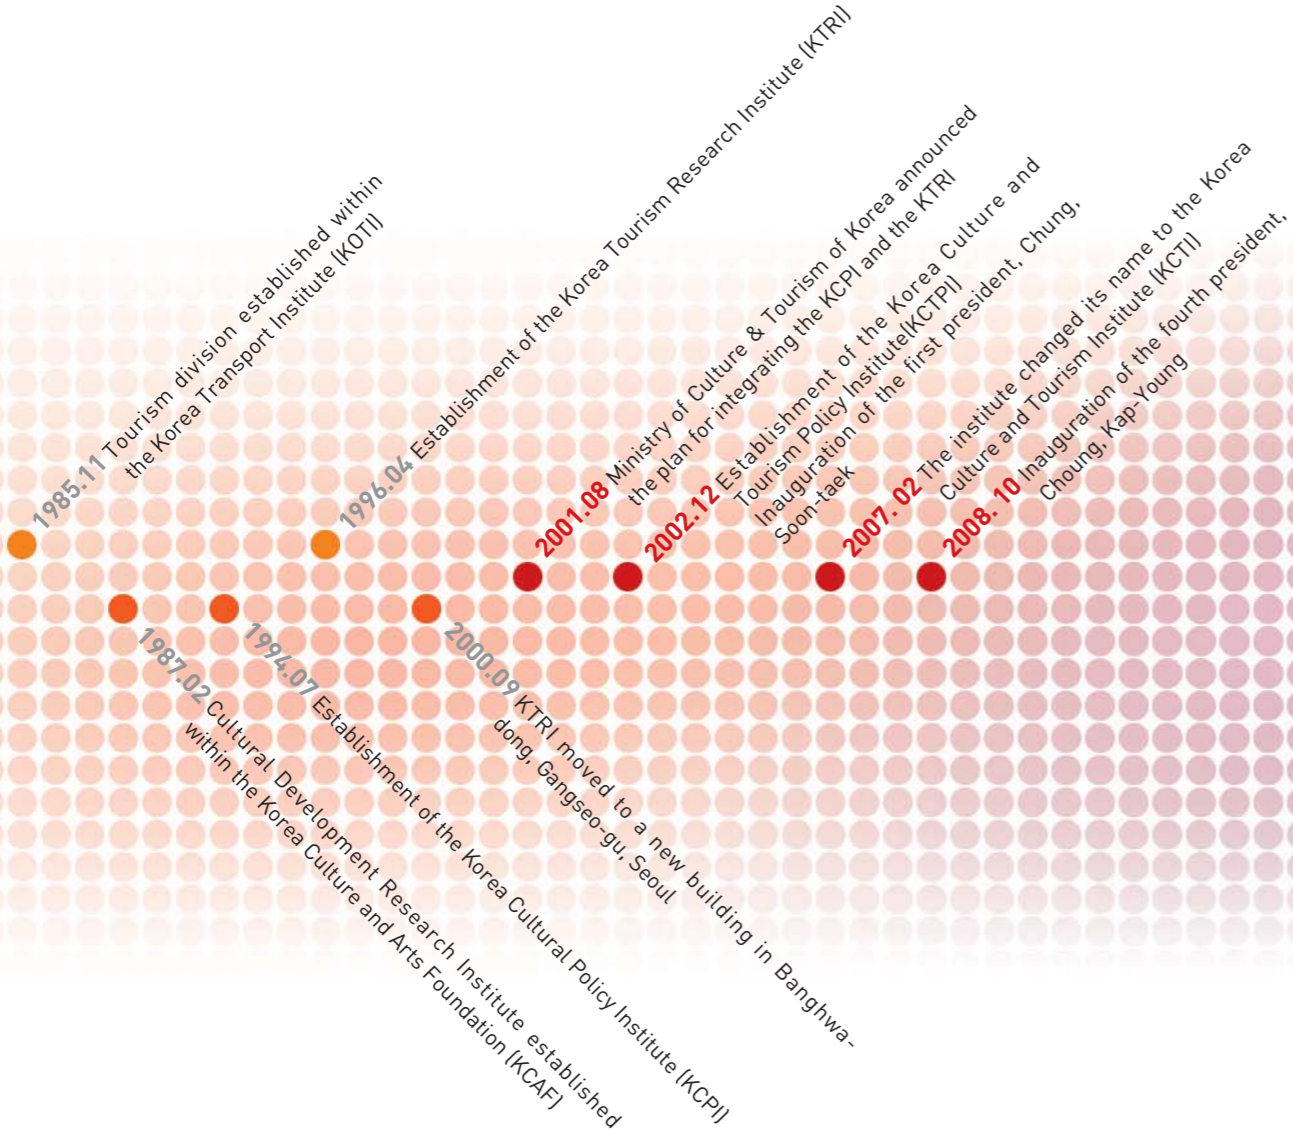 1985.11 Tourism division established within
the Korea Transport Institute (KOTI)
1987.02 Cultural Development Research Institute established
within the Korea Culture and Arts Foundation (KCAF)
1994.07 Establishment of the Korea Cultural Policy Institute (KCPI)
1996.04 Establishment of the Korea Tourism Research Institute (KTRI)
2000.09 KTRI moved to a new building in Banghwa-
dong, Gangseo-gu, Seoul
2001.08 Ministry of Culture & Tourism of Korea announced
the plan for integrating the KCPI and the KTRI
2002.12 Establishment of the Korea Culture and
Tourism Policy Institute(KCTPI)
Inauguration of the first president, Chung,
Soon-taek
2007. 02 The institute changed its name to the Korea
Culture and Tourism Institute (KCTI)
2008. 10 Inauguration of the fourth president,
Choung, Kap-Young